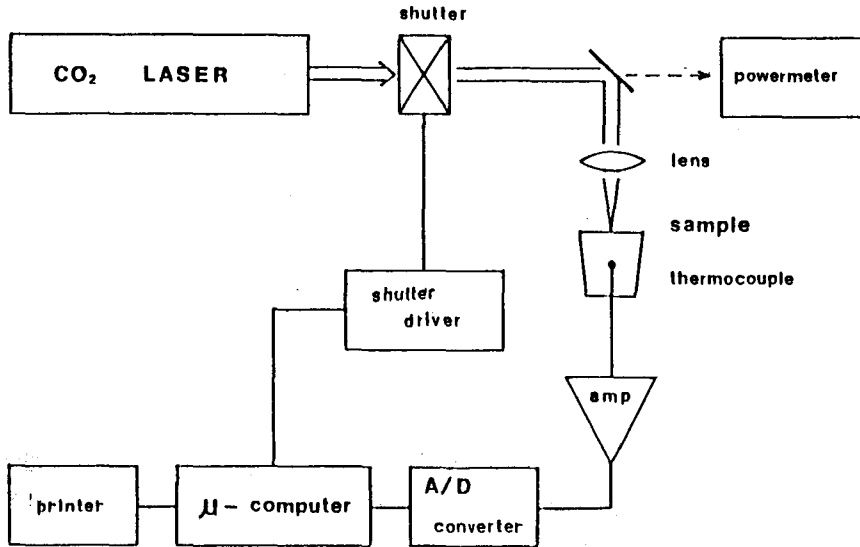 shutter
CO₂ LASER
powermeter
lens
sample
thermocouple
shutter
driver
amp
printer
μ- computer
A/D
converter